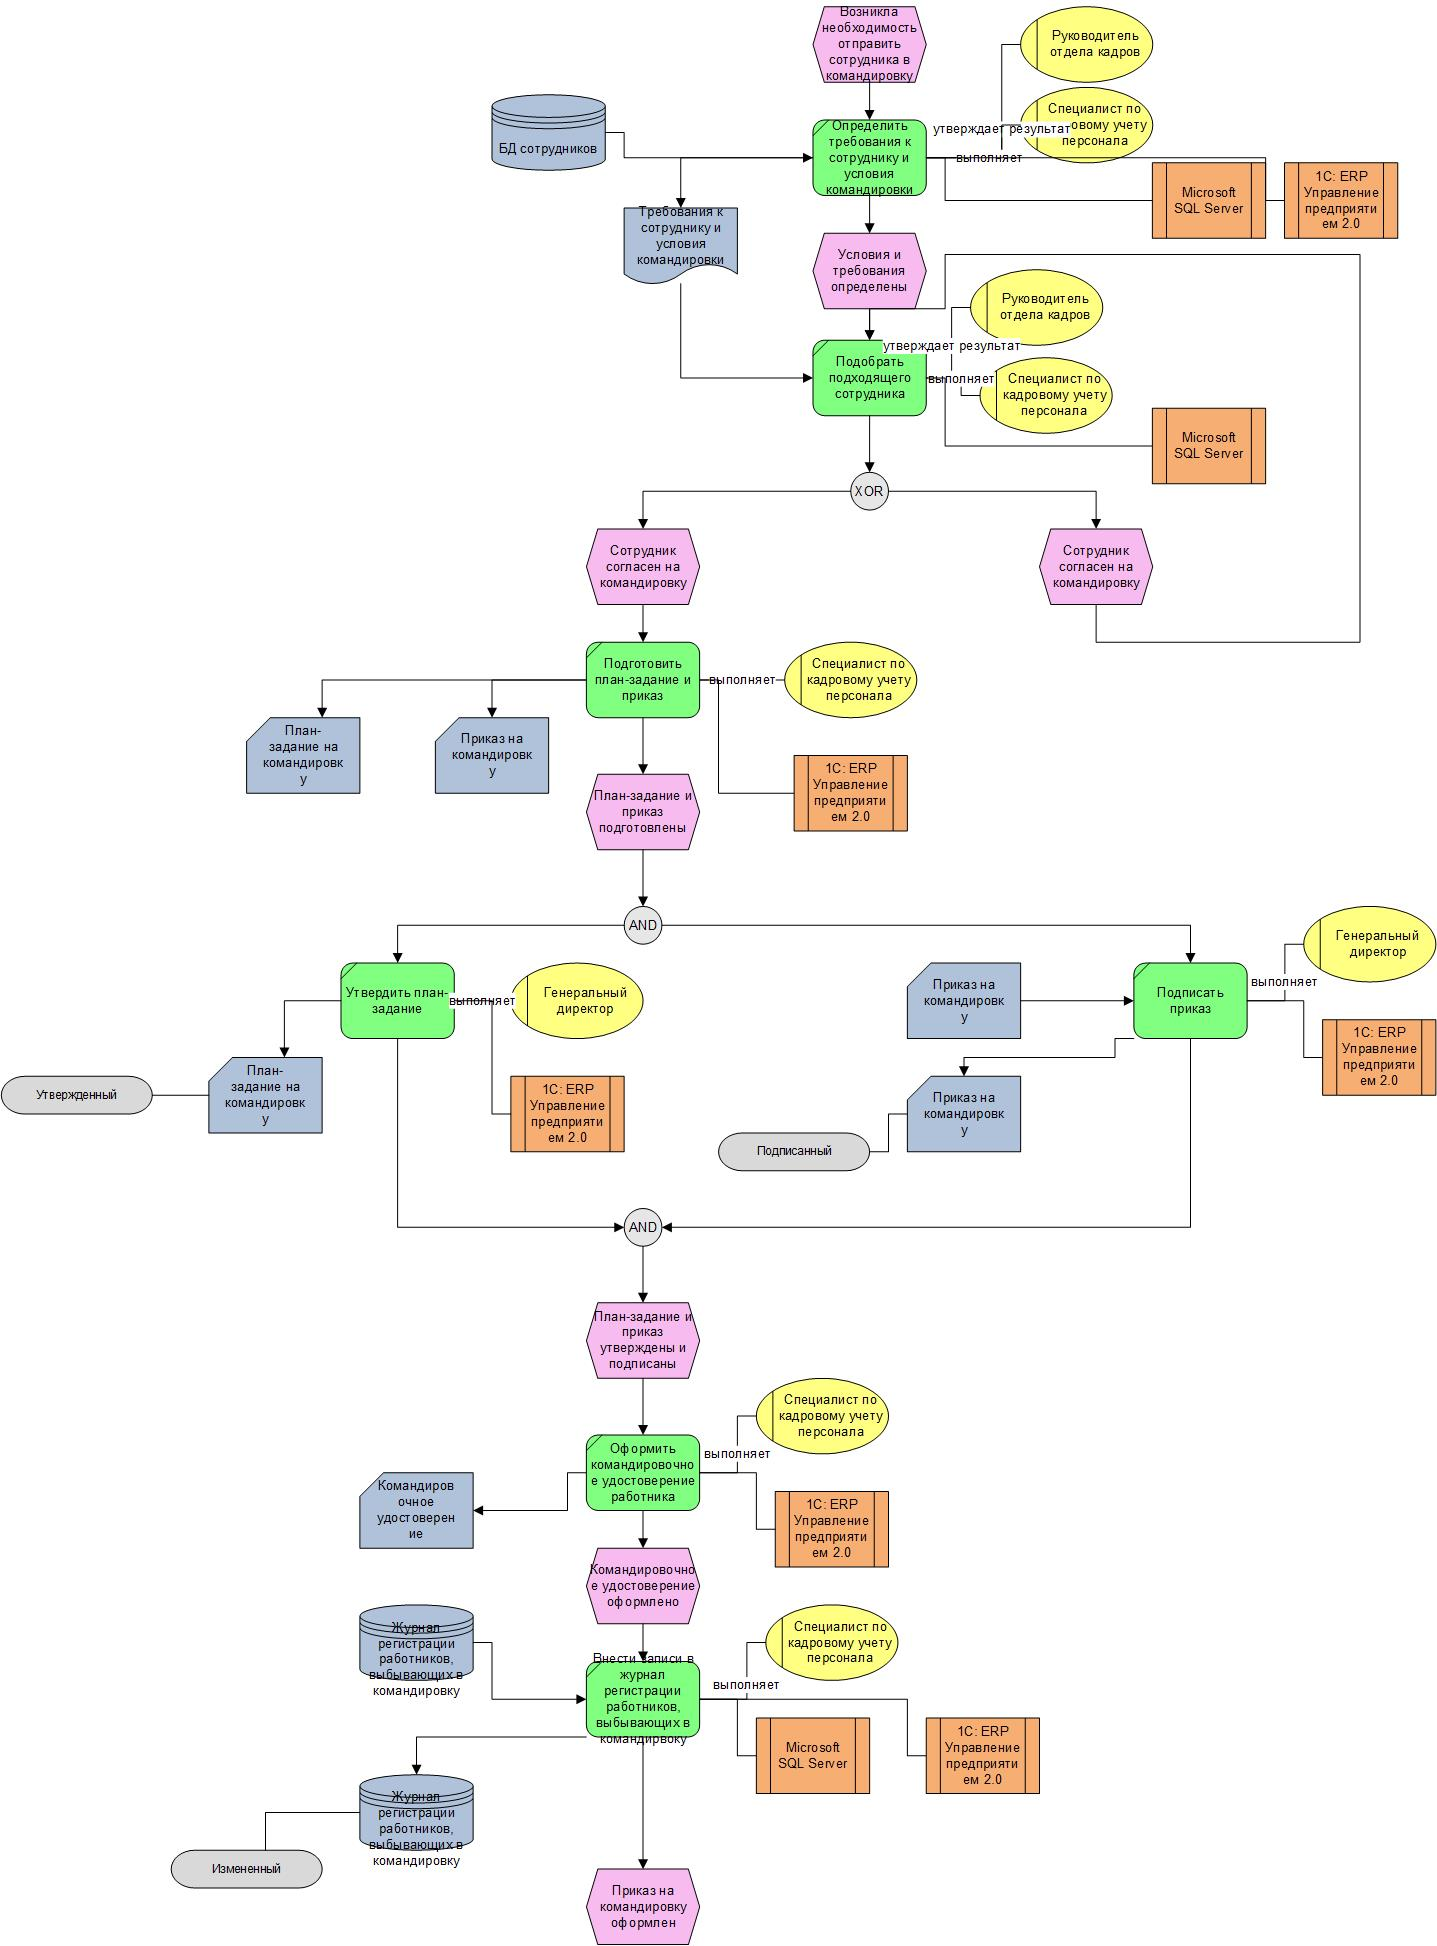 Возникла
необходимость
отправить
сотрудника в
командировку
Руководитель
отдела кадров
Специалист по
овому учету
персонала
утверждает результат
выполняет
БД сотрудников
Определить
требования к
сотруднику и
условия
командировки
Microsoft
SQL Server
1С: ERP
Управление
предприяти
ем 2.0
Требования к
сотруднику и
условия
командировки
Условия и
требования
определены
Руководитель
отдела кадров
утверждает результат
Подобрать
подходящего
сотрудника
выполняет
Специалист по
кадровому учету
персонала
Microsoft
SQL Server
XOR
Сотрудник
согласен на
командировку
Сотрудник
согласен на
командировку
Подготовить
план-задание и
приказ
выполняет
Специалист по
кадровому учету
персонала
План-
задание на
командировк
у
Приказ на
командировк
у
План-задание и
приказ
подготовлены
1С: ERP
Управление
предприяти
ем 2.0
AND
Утвердить план-
задание
выполняет
Генеральный
директор
Приказ на
командировк
у
Подписать
приказ
выполняет
Генеральный
директор
1С: ERP
Управление
предприяти
ем 2.0
Утвержденный
План-
задание на
командировк
у
1С: ERP
Управление
предприяти
ем 2.0
Приказ на
командировк
у
Подписанный
AND
План-задание и
приказ
утверждены и
подписаны
Специалист по
кадровому учету
персонала
выполняет
Оформить
командировочно
е удостоверение
работника
Командиров
очное
удостоверен
ие
1С: ERP
Управление
предприяти
ем 2.0
Командировочно
е удостоверение
оформлено
Журнал
регистрации
работников,
выбывающих в
командировку
Специалист по
кадровому учету
персонала
выполняет
Внести записи в
журнал
регистрации
работников,
выбывающих в
командирвоку
Microsoft
SQL Server
1С: ERP
Управление
предприяти
ем 2.0
Журнал
регистрации
работников,
выбывающих в
командировку
Измененный
Приказ на
командировку
оформлен